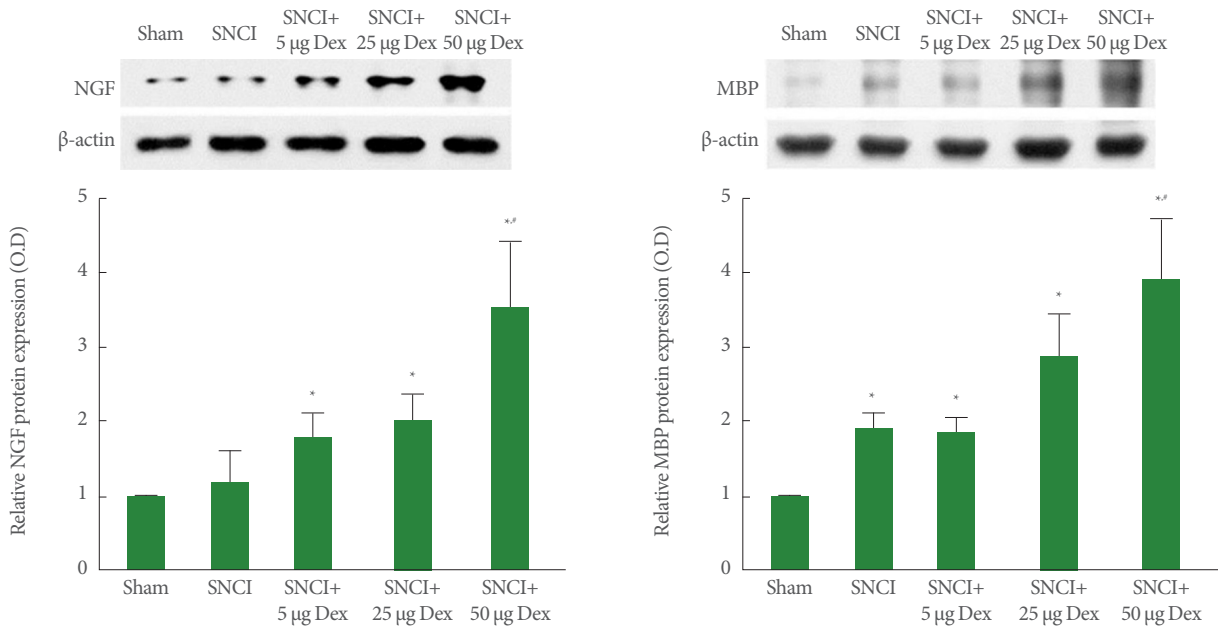 Sham SNCI SNCI+ SNCI+ SNCI+
5 μg Dex 25 μg Dex 50 μg Dex
NGF
β-actin
Relative NGF protein expression (O.D)
5
4
3
2
1
0
*
*
*,#
Sham SNCI SNCI+ SNCI+ SNCI+
5 μg Dex 25 μg Dex 50 μg Dex
Sham SNCI SNCI+ SNCI+ SNCI+
5 μg Dex 25 μg Dex 50 μg Dex
MBP
β-actin
Relative MBP protein expression (O.D)
5
4
3
2
1
0
*
*
*
*,#
Sham SNCI SNCI+ SNCI+ SNCI+
5 μg Dex 25 μg Dex 50 μg Dex